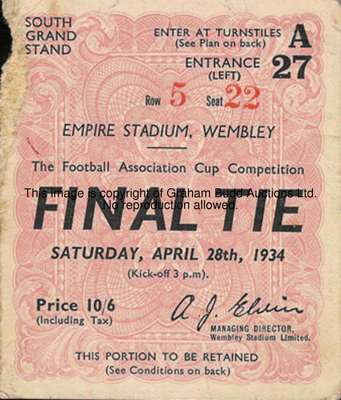 SOUTH
GRAND
STAND
ENTER AT TURNSTILES
(See Plan on back)
A
ENTRANCE
(LEFT)
27
Row 5 Seat 22
EMPIRE STADIUM, WEMBLEY
The Football Association Cup Competition
This image is copyright of Graham Budd Auctions Ltd.
No reproduction allowed.
FINAL TIE
SATURDAY, APRIL 28th, 1934
(Kick-off 3 p.m).
Price 10/6
(Including Tax)
A. J. Elvin
MANAGING DIRECTOR,
Wembley Stadium Limited.
THIS PORTION TO BE RETAINED
(See Conditions on back)